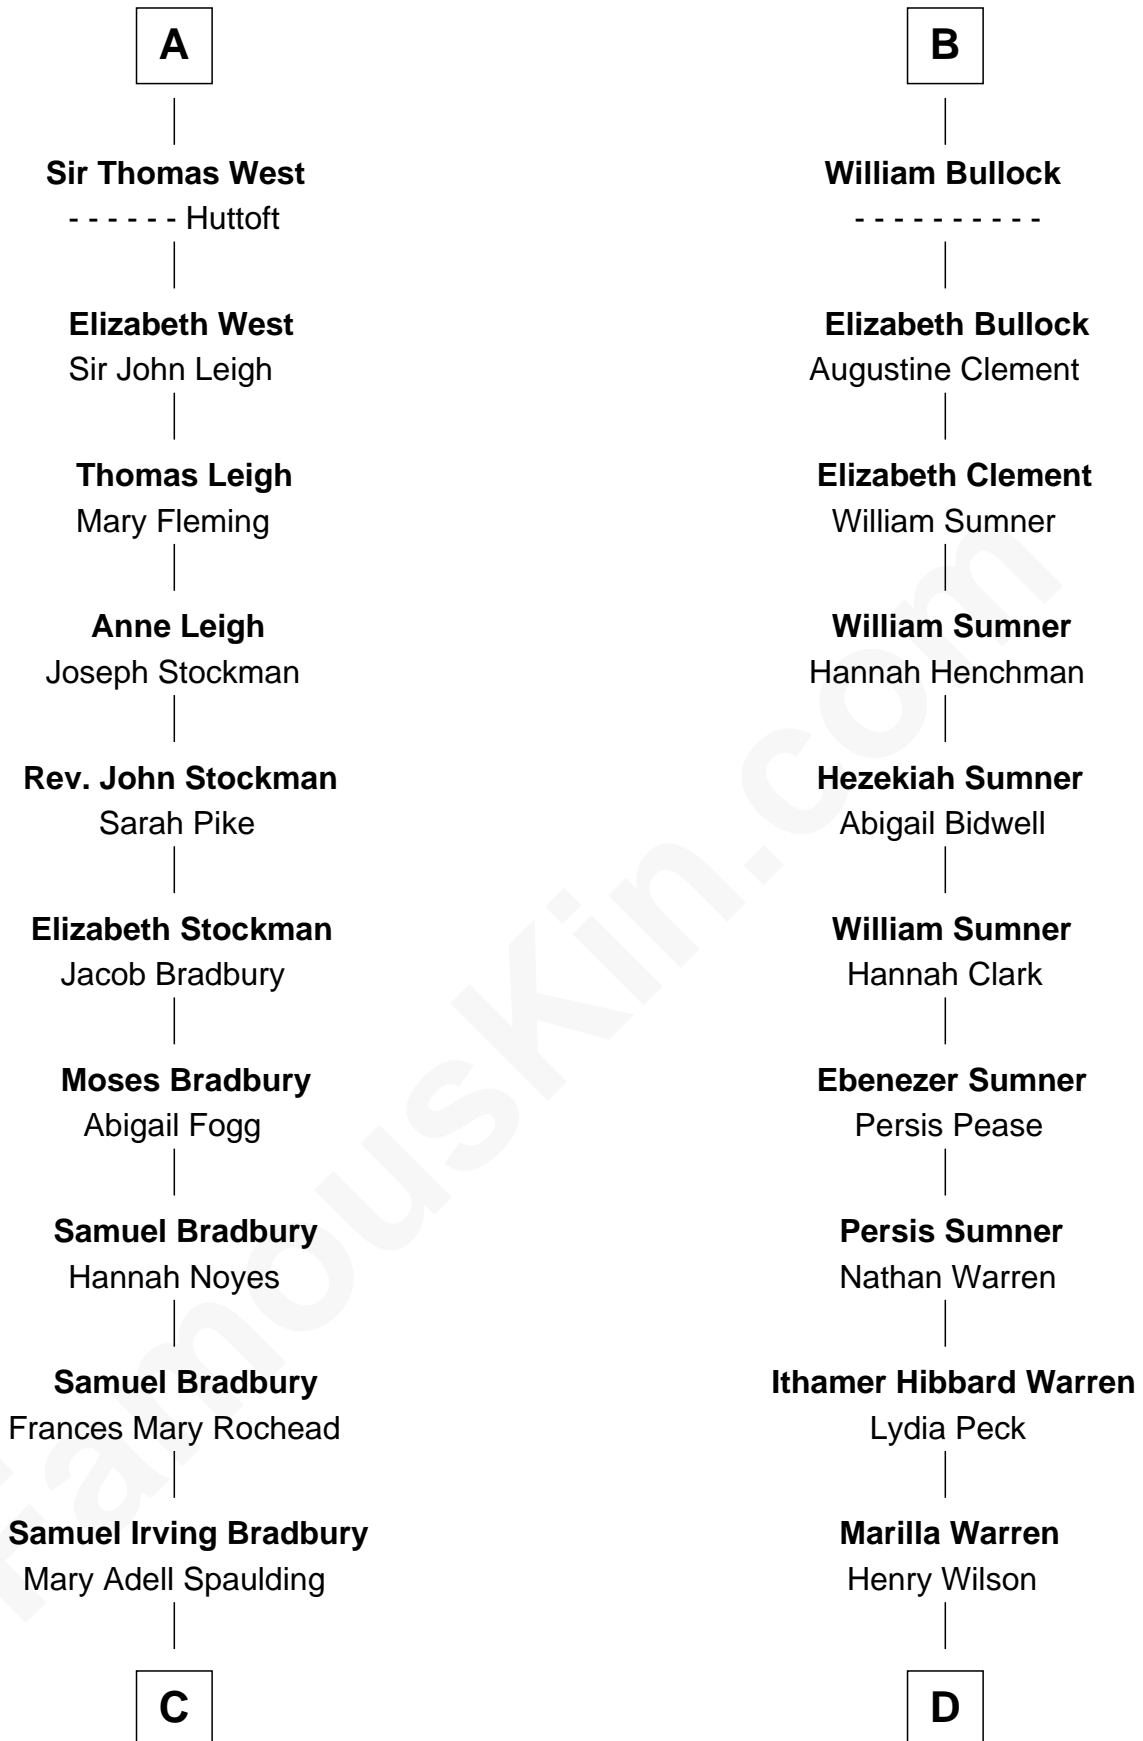 A
Sir Thomas West
- - - - - - Huttoft
Elizabeth West
Sir John Leigh
Thomas Leigh
Mary Fleming
Anne Leigh
Joseph Stockman
Rev. John Stockman
Sarah Pike
Elizabeth Stockman
Jacob Bradbury
Moses Bradbury
Abigail Fogg
Samuel Bradbury
Hannah Noyes
Samuel Bradbury
Frances Mary Rochead
Samuel Irving Bradbury
Mary Adell Spaulding
C
B
William Bullock
- - - - - - - - - -
Elizabeth Bullock
Augustine Clement
Elizabeth Clement
William Sumner
William Sumner
Hannah Henchman
Hezekiah Sumner
Abigail Bidwell
William Sumner
Hannah Clark
Ebenezer Sumner
Persis Pease
Persis Sumner
Nathan Warren
Ithamer Hibbard Warren
Lydia Peck
Marilla Warren
Henry Wilson
D
FamousKin.com